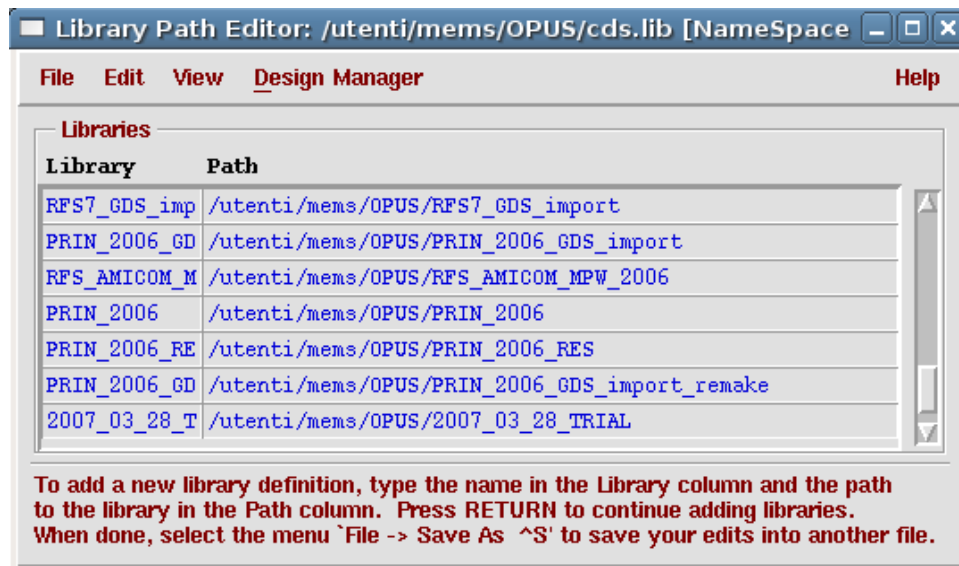 Library Path Editor: /utenti/mems/OPUS/cds.lib [NameSpace
File Edit View Design Manager Help
Libraries
Library Path
RFS7_GDS_imp /utenti/mems/OPUS/RFS7_GDS_import
PRIN_2006_GD /utenti/mems/OPUS/PRIN_2006_GDS_import
RFS_AMICOM_M /utenti/mems/OPUS/RFS_AMICOM_MPW_2006
PRIN_2006 /utenti/mems/OPUS/PRIN_2006
PRIN_2006_RE /utenti/mems/OPUS/PRIN_2006_RES
PRIN_2006_GD /utenti/mems/OPUS/PRIN_2006_GDS_import_remake
2007_03_28_T /utenti/mems/OPUS/2007_03_28_TRIAL
To add a new library definition, type the name in the Library column and the path
to the library in the Path column. Press RETURN to continue adding libraries.
When done, select the menu `File -> Save As ^S' to save your edits into another file.